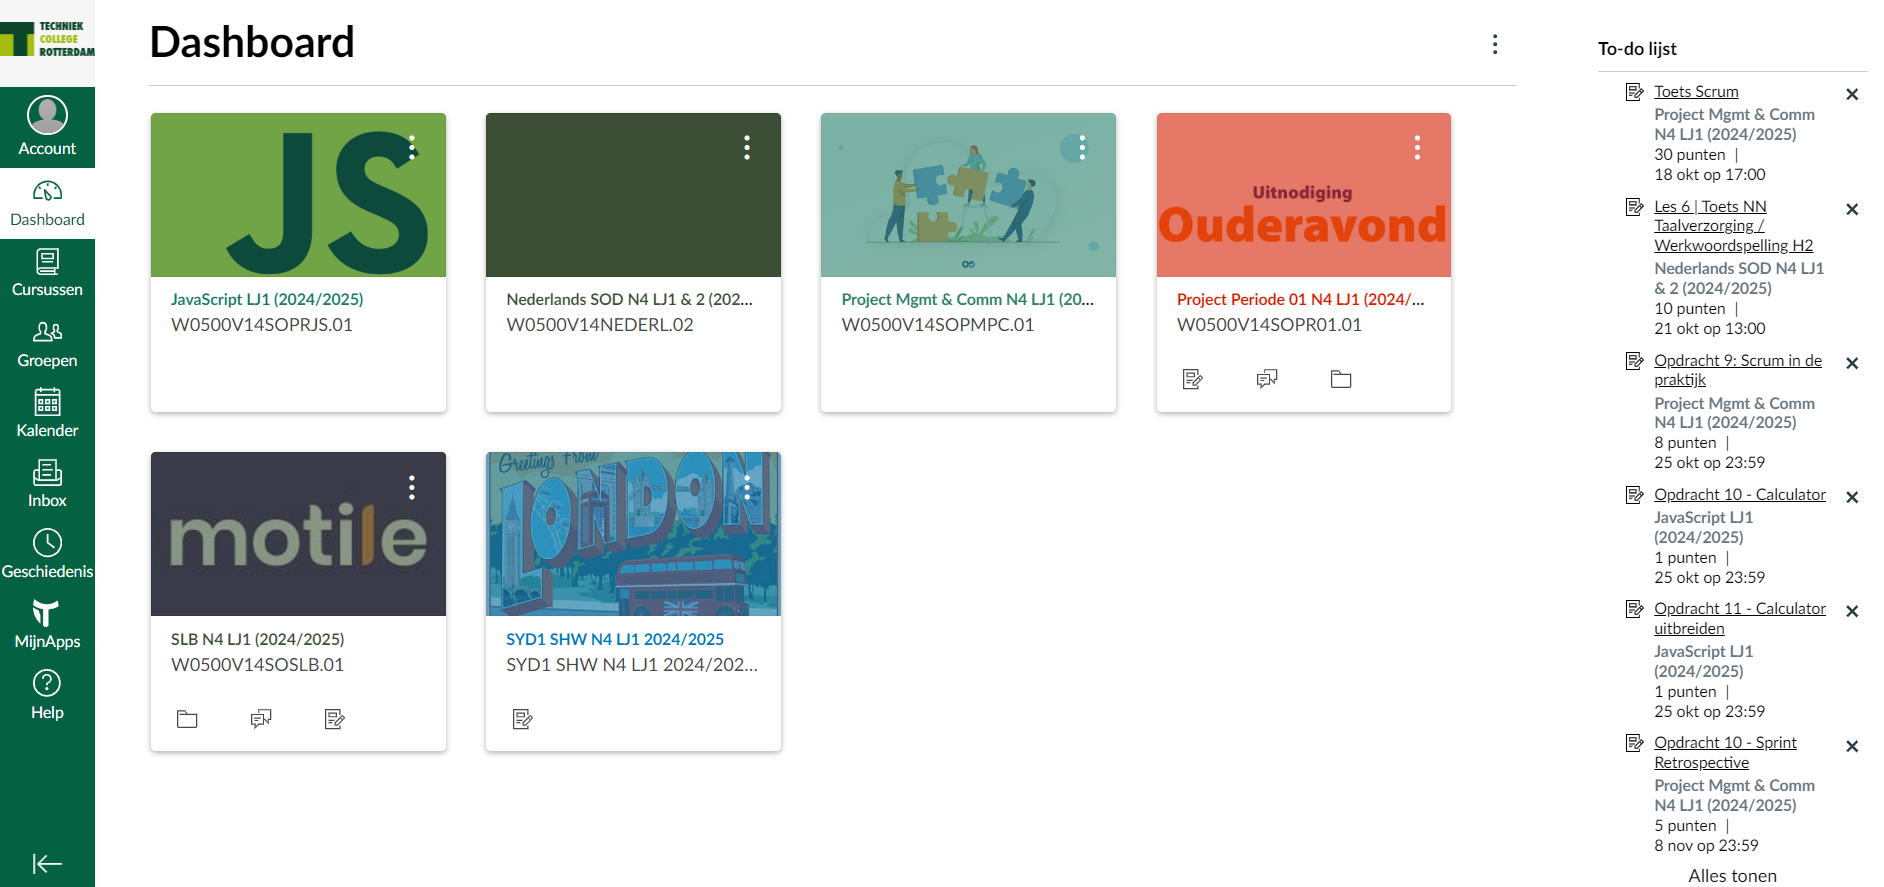 TECHNIEK
COLLEGE
ROTTERDAM
Account
Dashboard
Cursussen
Groepen
Kalender
Inbox
Geschiedenis
MijnApps
Help
Dashboard
JS
JavaScript LJ1 (2024/2025)
W0500V14SOPRJS.01
Nederlands SOD N4 LJ1 & 2 (202...
W0500V14NEDERL.02
Project Mgmt & Comm N4 LJ1 (20...
W0500V14SOPMPC.01
Uitnodiging
Ouderavond
Project Periode 01 N4 LJ1 (2024/...
W0500V14SOPR01.01
motile
SLB N4 LJ1 (2024/2025)
W0500V14SOSLB.01
Greetings From
LONDON
SYD1 SHW N4 LJ1 2024/2025
SYD1 SHW N4 LJ1 2024/202...
To-do lijst
Toets Scrum
Project Mgmt & Comm
N4 LJ1 (2024/2025)
30 punten |
18 okt op 17:00
Les 6 | Toets NN
Taalverzorging /
Werkwoordspelling H2
Nederlands SOD N4 LJ1
& 2 (2024/2025)
10 punten |
21 okt op 13:00
Opdracht 9: Scrum in de
praktijk
Project Mgmt & Comm
N4 LJ1 (2024/2025)
8 punten |
25 okt op 23:59
Opdracht 10 - Calculator
JavaScript LJ1
(2024/2025)
1 punten |
25 okt op 23:59
Opdracht 11 - Calculator
uitbreiden
JavaScript LJ1
(2024/2025)
1 punten |
25 okt op 23:59
Opdracht 10 - Sprint
Retrospective
Project Mgmt & Comm
N4 LJ1 (2024/2025)
5 punten |
8 nov op 23:59
Alles tonen